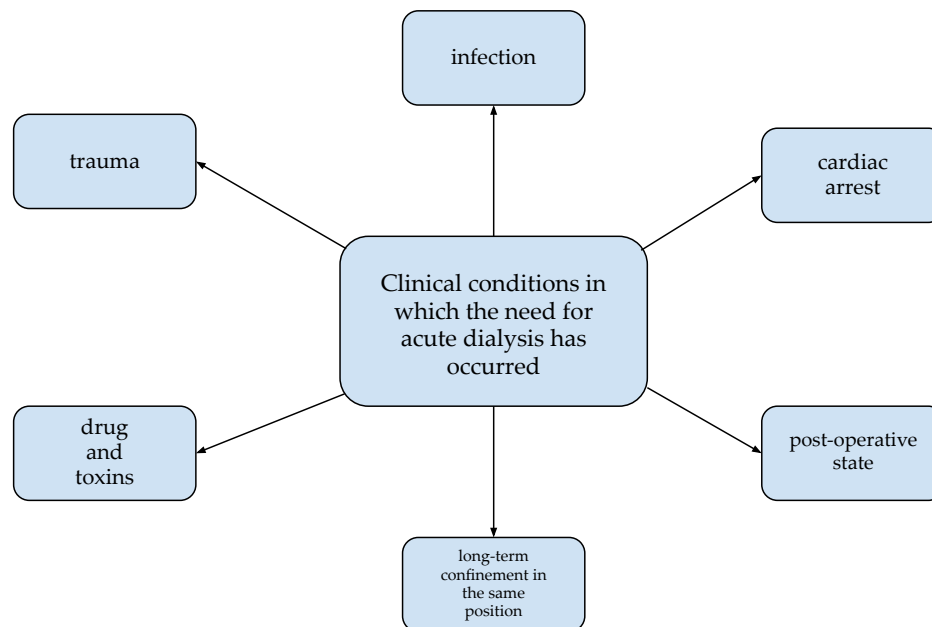 infection
trauma
cardiac
arrest
Clinical conditions in
which the need for
acute dialysis has
occurred
drug
and
toxins
post-operative
state
long-term
confinement in
the same
position